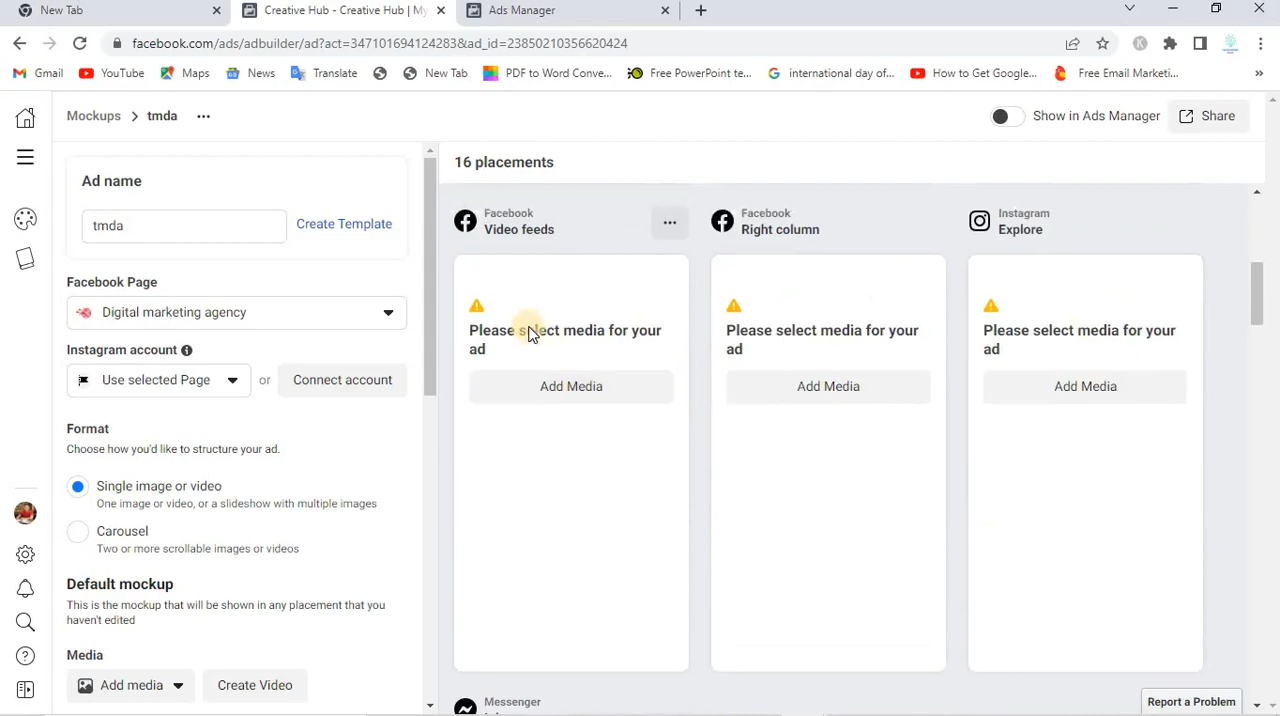 New Tab
Creative Hub - Creative Hub | My
Ads Manager
facebook.com/ads/adbuilder/ad?act=347101694124283&ad_id=23850210356620424
Gmail
YouTube
Maps
News
Translate
New Tab
PDF to Word Conve...
Free PowerPoint te...
international day of...
How to Get Google...
Free Email Marketi...
Mockups
tmda
Show in Ads Manager
Share
Ad name
tmda
Create Template
Facebook Page
Digital marketing agency
Instagram account
Use selected Page
or
Connect account
Format
Choose how you'd like to structure your ad.
Single image or video
One image or video, or a slideshow with multiple images
Carousel
Two or more scrollable images or videos
Default mockup
This is the mockup that will be shown in any placement that you
haven't edited
Media
Add media
Create Video
16 placements
Facebook
Video feeds
Please select media for your
ad
Add Media
Facebook
Right column
Please select media for your
ad
Add Media
Instagram
Explore
Please select media for your
ad
Add Media
Messenger
Report a Problem